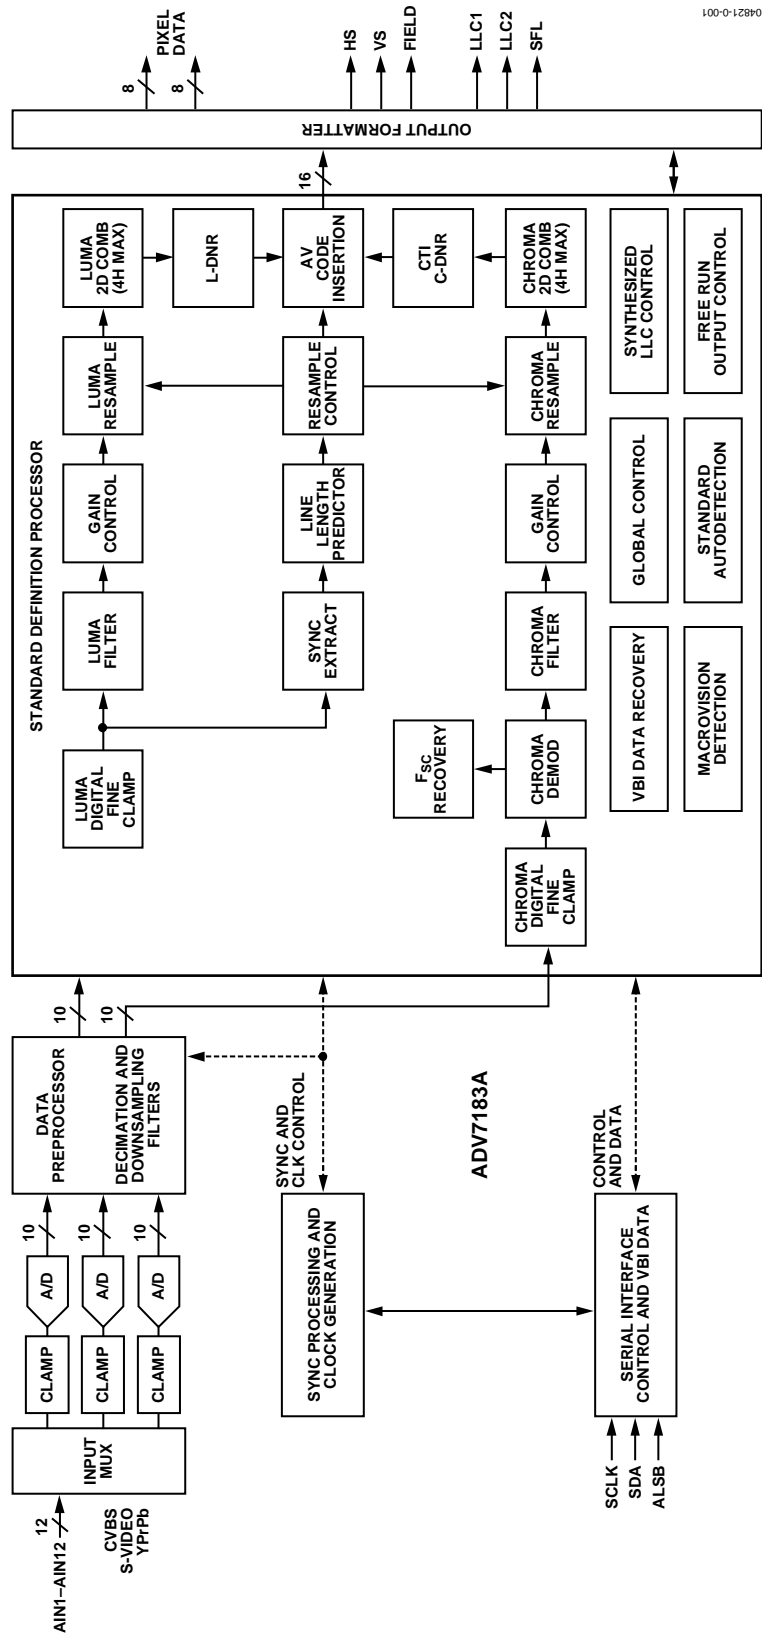 AIN1–AIN12
12
CVBS
S-VIDEO
YPrPb
INPUT
MUX
CLAMP
A/D
10
CLAMP
A/D
10
CLAMP
A/D
10
DATA
PREPROCESSOR
DECIMATION AND
DOWNSAMPLING
FILTERS
10
10
STANDARD DEFINITION PROCESSOR
LUMA
DIGITAL
FINE
CLAMP
LUMA
FILTER
GAIN
CONTROL
LUMA
RESAMPLE
LUMA
2D COMB
(4H MAX)
L-DNR
SYNC
EXTRACT
LINE
LENGTH
PREDICTOR
RESAMPLE
CONTROL
AV
CODE
INSERTION
CTI
C-DNR
FSC
RECOVERY
CHROMA
DIGITAL
FINE
CLAMP
CHROMA
DEMOD
CHROMA
FILTER
GAIN
CONTROL
CHROMA
RESAMPLE
CHROMA
2D COMB
(4H MAX)
VBI DATA RECOVERY
GLOBAL CONTROL
SYNTHESIZED
LLC CONTROL
MACROVISION
DETECTION
STANDARD
AUTODETECTION
FREE RUN
OUTPUT CONTROL
16
OUTPUT FORMATTER
8
8
PIXEL
DATA
HS
VS
FIELD
LLC1
LLC2
SFL
SYNC PROCESSING AND
CLOCK GENERATION
SYNC AND
CLK CONTROL
ADV7183A
SCLK
SDA
ALSB
SERIAL INTERFACE
CONTROL AND VBI DATA
CONTROL
AND DATA
04821-0-001